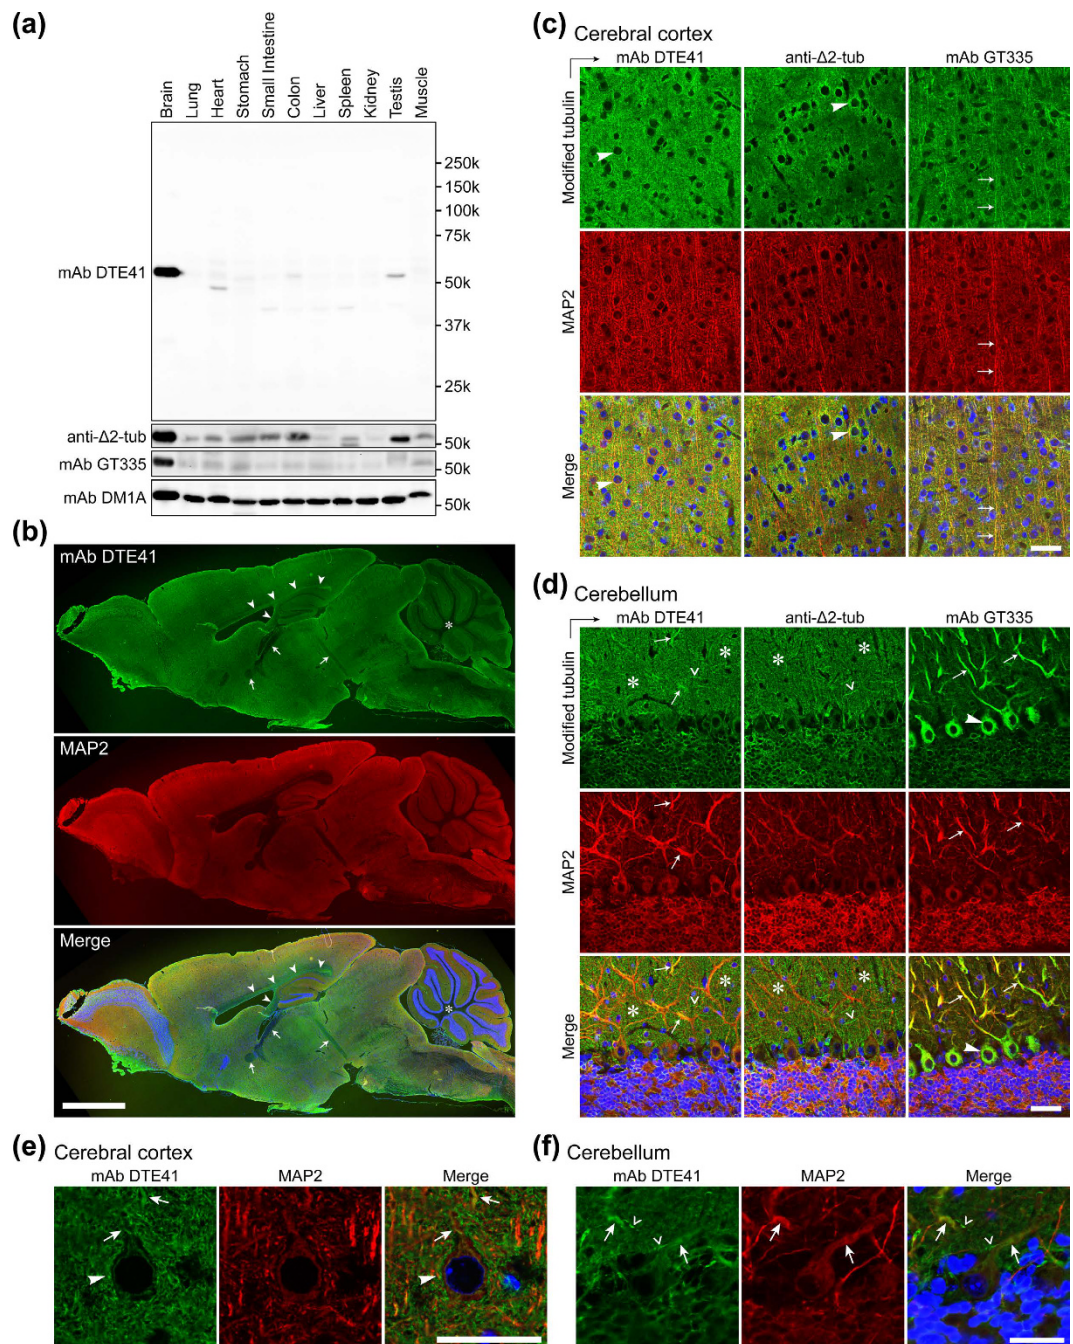 (a)
Brain
Lung
Heart
Stomach
Small Intestine
Colon
Liver
Spleen
Kidney
Testis
Muscle
250k
150k
100k
75k
mAb DTE41
50k
37k
25k
anti-Δ2-tub
50k
mAb GT335
50k
mAb DM1A
50k
(b)
mAb DTE41
*
MAP2
Merge
*
(c) Cerebral cortex
mAb DTE41 anti-Δ2-tub mAb GT335
Modified tubulin
MAP2
Merge
(d) Cerebellum
mAb DTE41 anti-Δ2-tub mAb GT335
Modified tubulin
* * * *
MAP2
Merge
* * * *
(e) Cerebral cortex
mAb DTE41 MAP2 Merge
(f) Cerebellum
mAb DTE41 MAP2 Merge